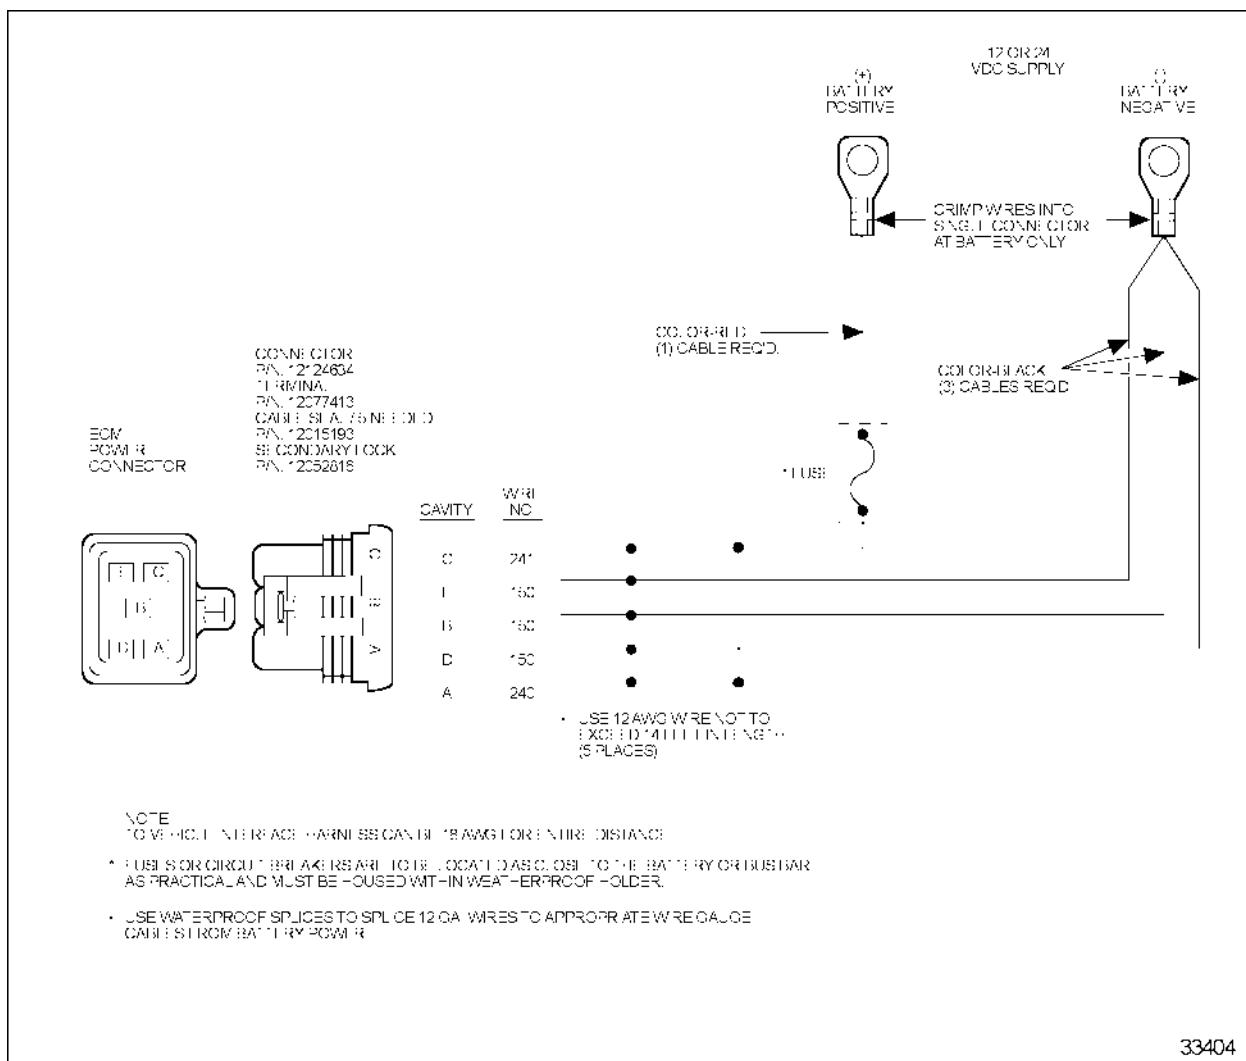 12 OR 24
VDC SUPPLY
(+)
BATTERY
POSITIVE
(-)
BATTERY
NEGATIVE
CRIMP WIRES INTO
SINGLE CONNECTOR
AT BATTERY ONLY
COLOR-RED
(1) CABLE REQ'D.
COLOR-BLACK
(3) CABLES REQ'D
CONNECTOR
P/N. 12124634
TERMINAL
P/N. 12077413
CABLE SEAL / 5 NEEDED
P/N. 12015193
SECONDARY LOCK
P/N. 12052816
ECM
POWER
CONNECTOR
* FUSE
CAVITY
WIRE
NO
C 241
E 150
B 150
D 150
A 240
E C
B
D A
C
B
A
• USE 12 AWG WIRE NOT TO
EXCEED 14 FEET IN LENGTH
(5 PLACES)
NOTE
TO VEHICLE INTERFACE HARNESS CAN BE 18 AWG FOR ENTIRE DISTANCE
* FUSES OR CIRCUIT BREAKERS ARE TO BE LOCATED AS CLOSE TO THE BATTERY OR BUS BAR
AS PRACTICAL AND MUST BE HOUSED WITHIN WEATHERPROOF HOLDER.
• USE WATERPROOF SPLICES TO SPLICE 12 GA. WIRES TO APPROPRIATE WIRE GAUGE
CABLES FROM BATTERY POWER
33404